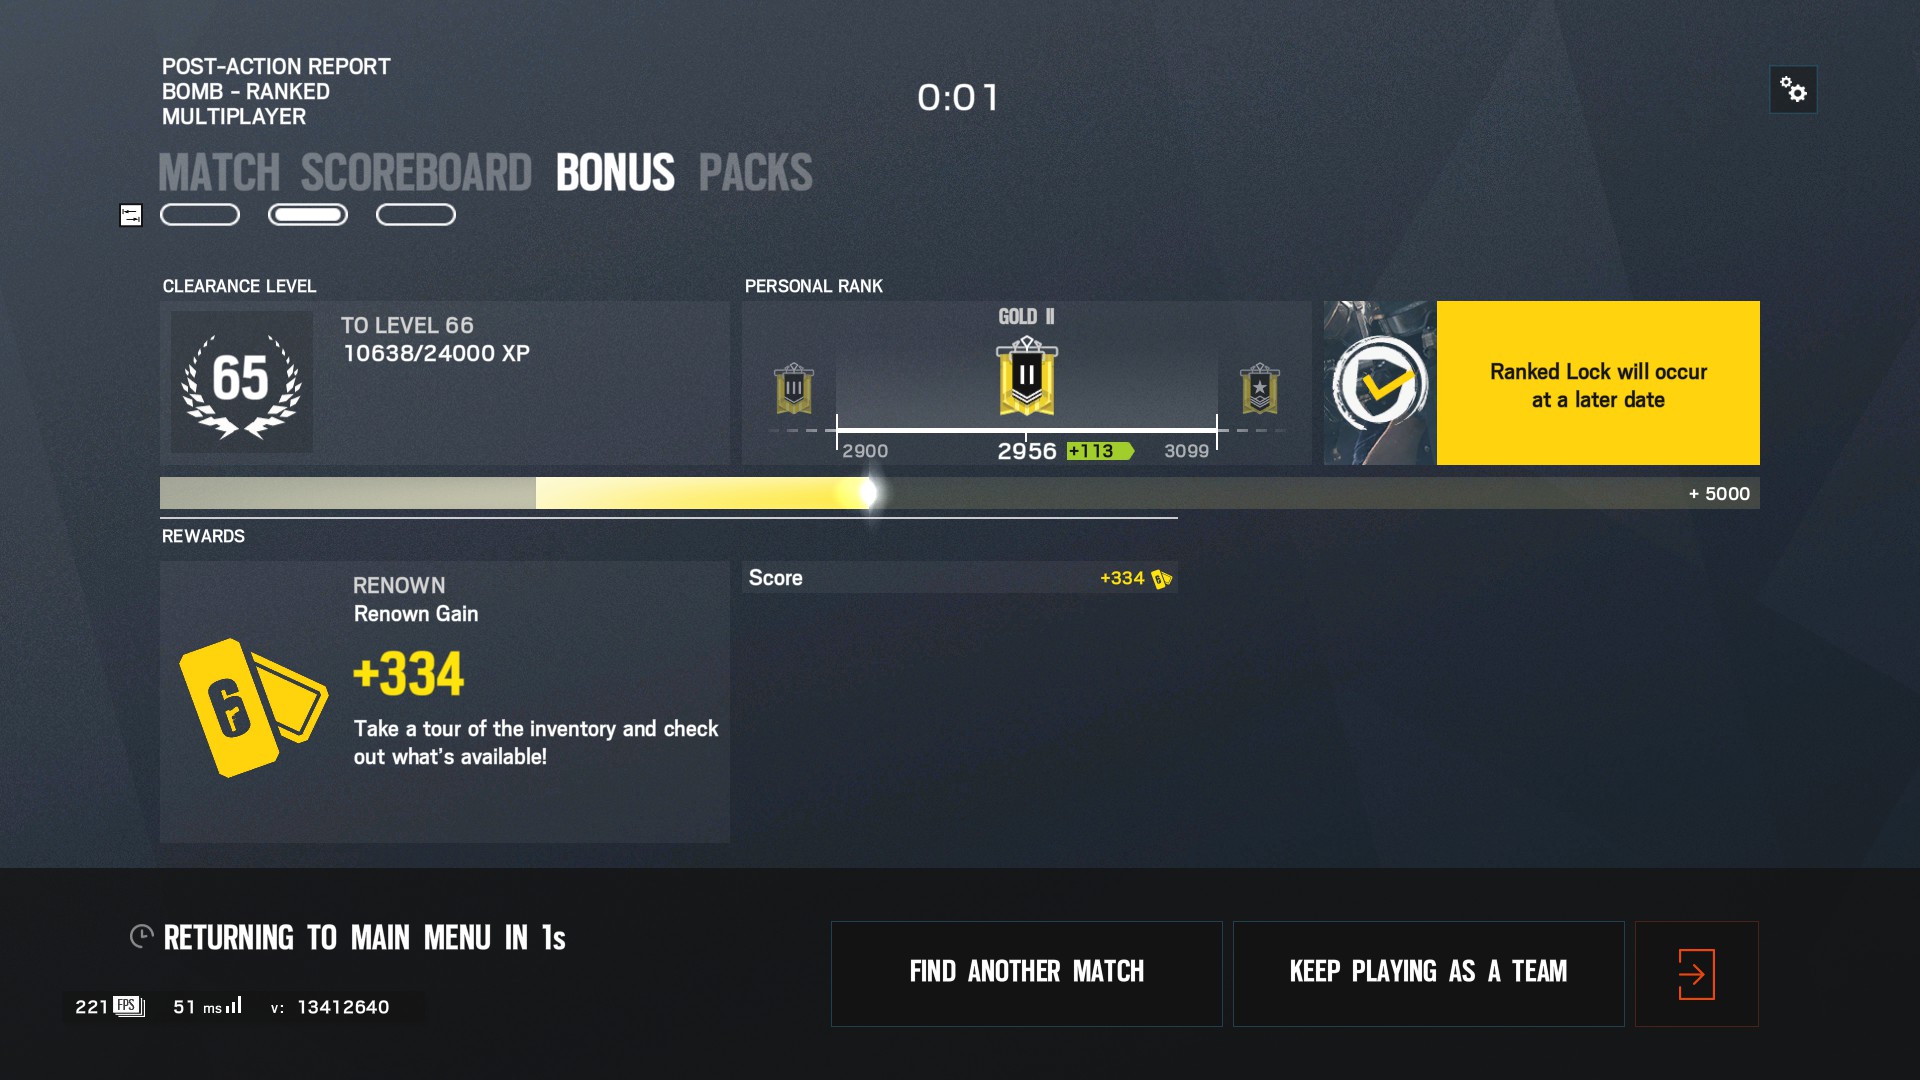 POST-ACTION REPORT
BOMB - RANKED
MULTIPLAYER
0:01
MATCH SCOREBOARD BONUS PACKS
CLEARANCE LEVEL
65
TO LEVEL 66
10638/24000 XP
PERSONAL RANK
GOLD II
III
II
2900
2956
+113
3099
Ranked Lock will occur
at a later date
+ 5000
REWARDS
RENOWN
Renown Gain
+334
Take a tour of the inventory and check
out what's available!
6
Score
+334
RETURNING TO MAIN MENU IN 1s
FIND ANOTHER MATCH
KEEP PLAYING AS A TEAM
221 FPS 51 ms v: 13412640